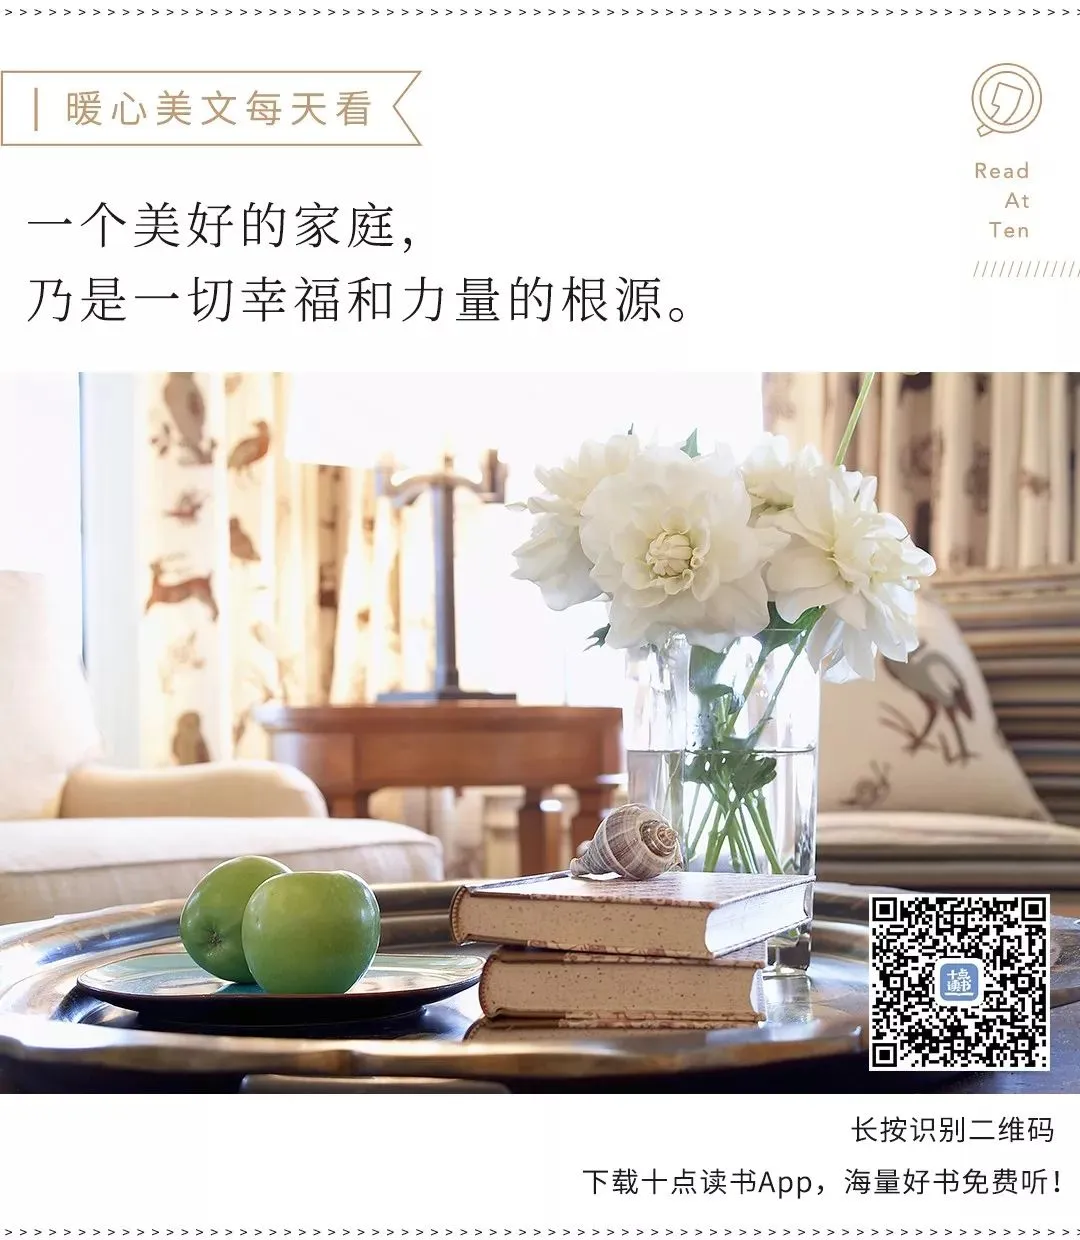 暖心美文每天看
Read
At
Ten
一个美好的家庭，
乃是一切幸福和力量的根源。
十点
读书
长按识别二维码
下载十点读书App，海量好书免费听！